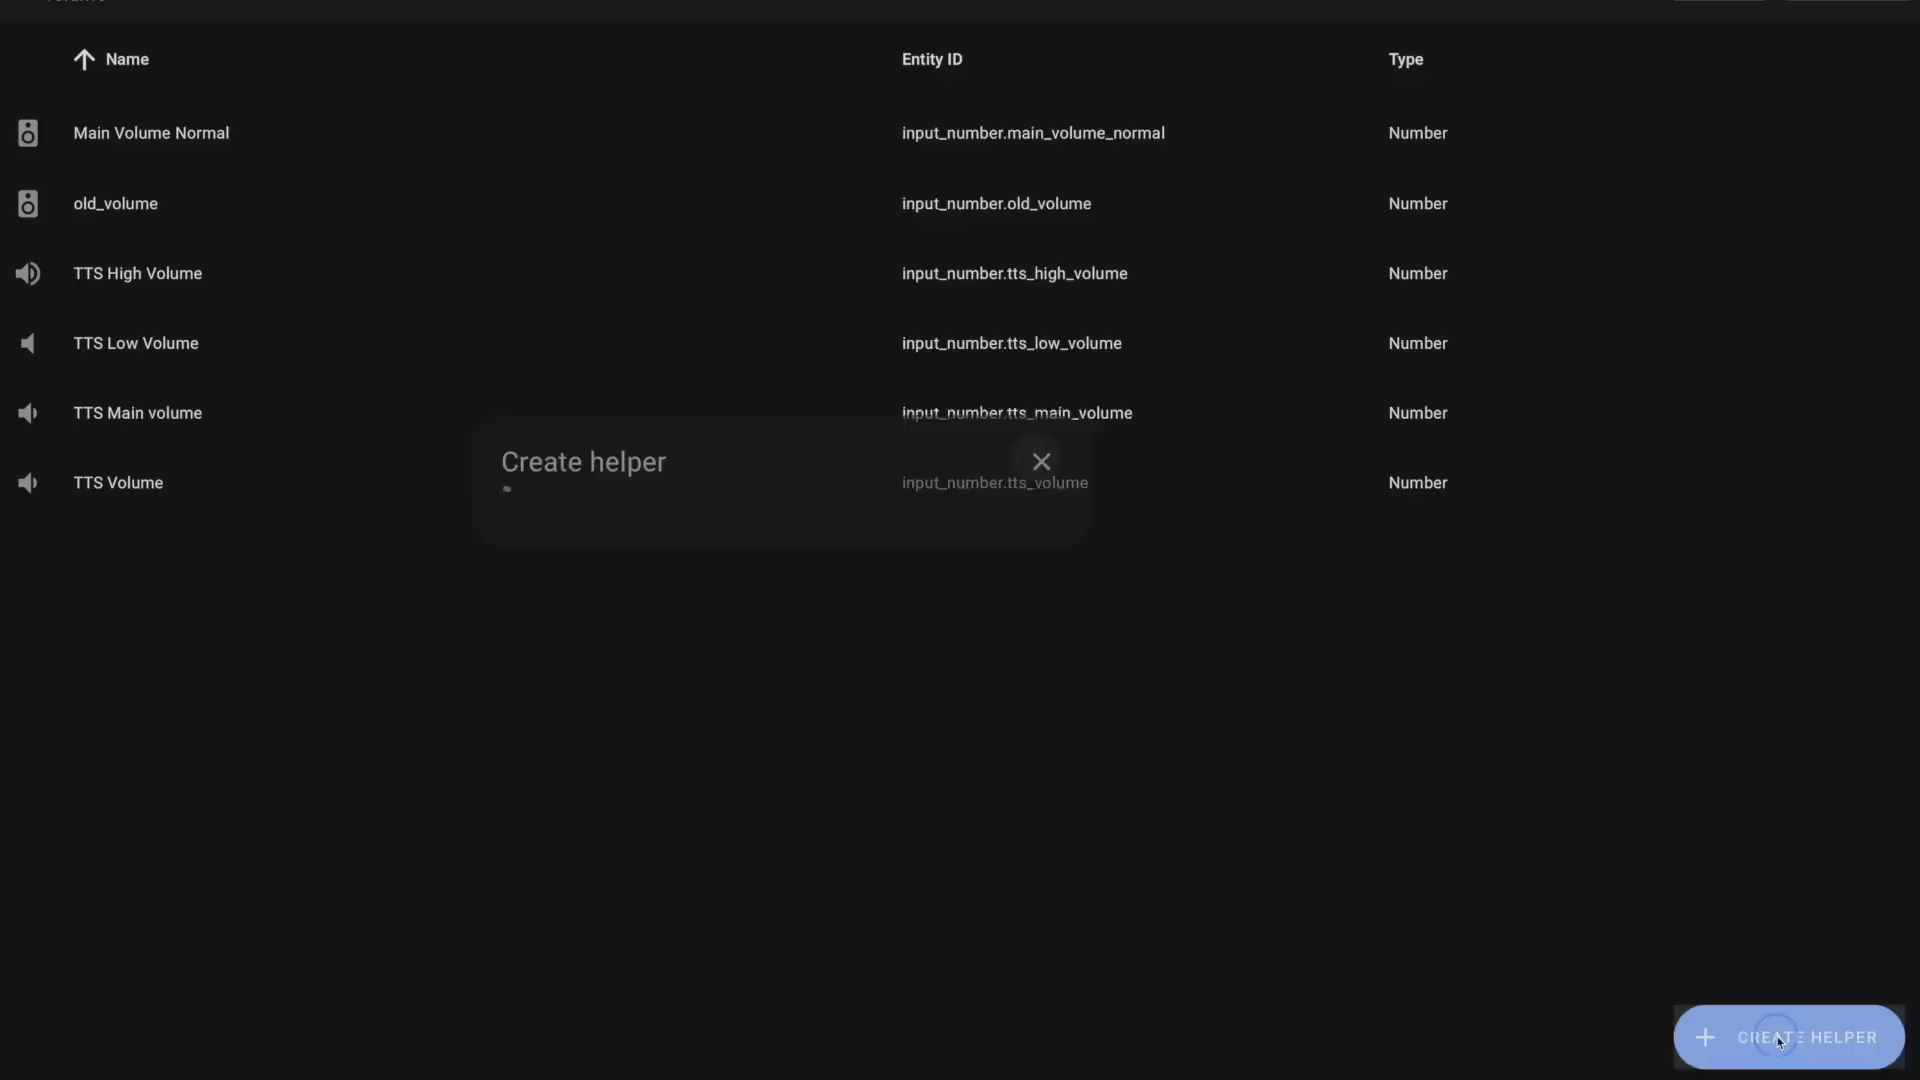 Name Entity ID Type
Main Volume Normal input_number.main_volume_normal Number
old_volume input_number.old_volume Number
TTS High Volume input_number.tts_high_volume Number
TTS Low Volume input_number.tts_low_volume Number
TTS Main volume input_number.tts_main_volume Number
Create helper
TTS Volume input_number.tts_volume Number
CREATE HELPER